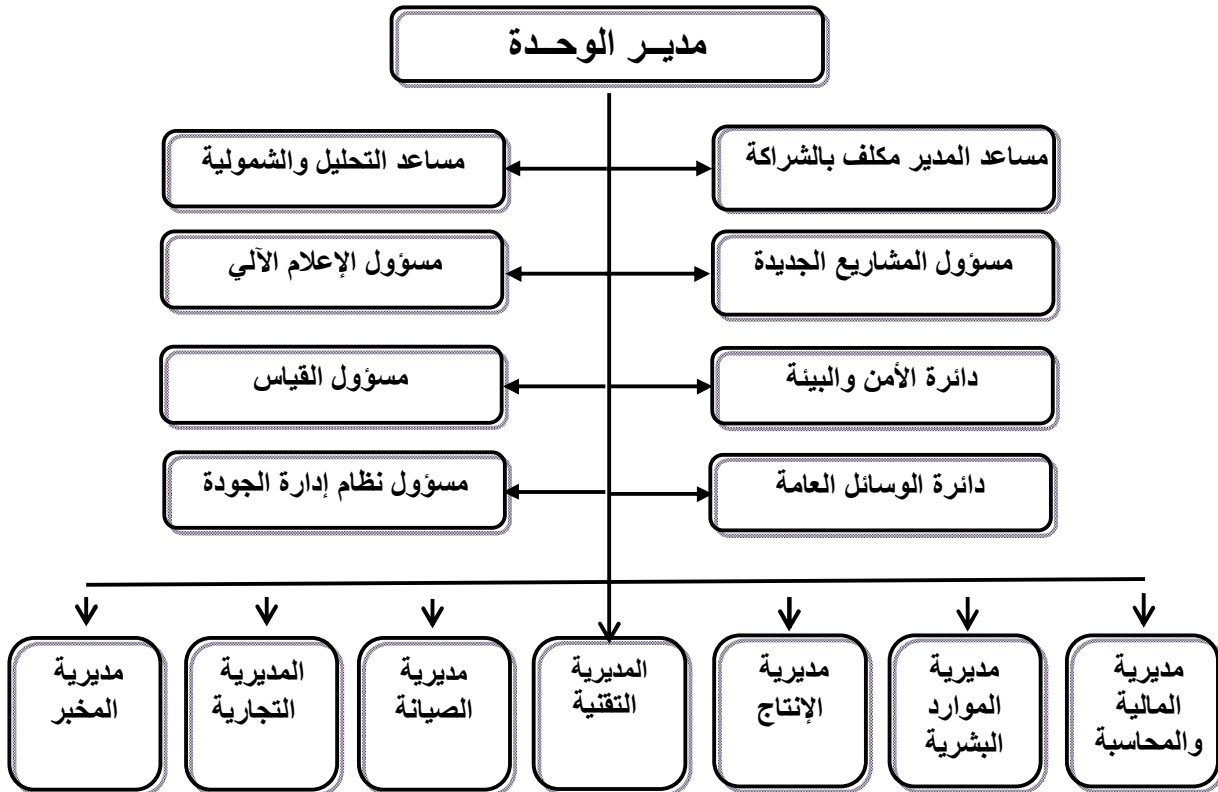 مديــر الوحــدة
مساعد المدير مكلف بالشراكة
مساعد التحليل والشمولية
مسؤول المشاريع الجديدة
مسؤول الإعلام الآلي
دائرة الأمن والبيئة
مسؤول القياس
دائرة الوسائل العامة
مسؤول نظام إدارة الجودة
مديرية
المالية
والمحاسبة
مديرية
الموارد
البشرية
مديرية
الإنتاج
المديرية
التقنية
مديرية
الصيانة
المديرية
التجارية
مديرية
المخبر